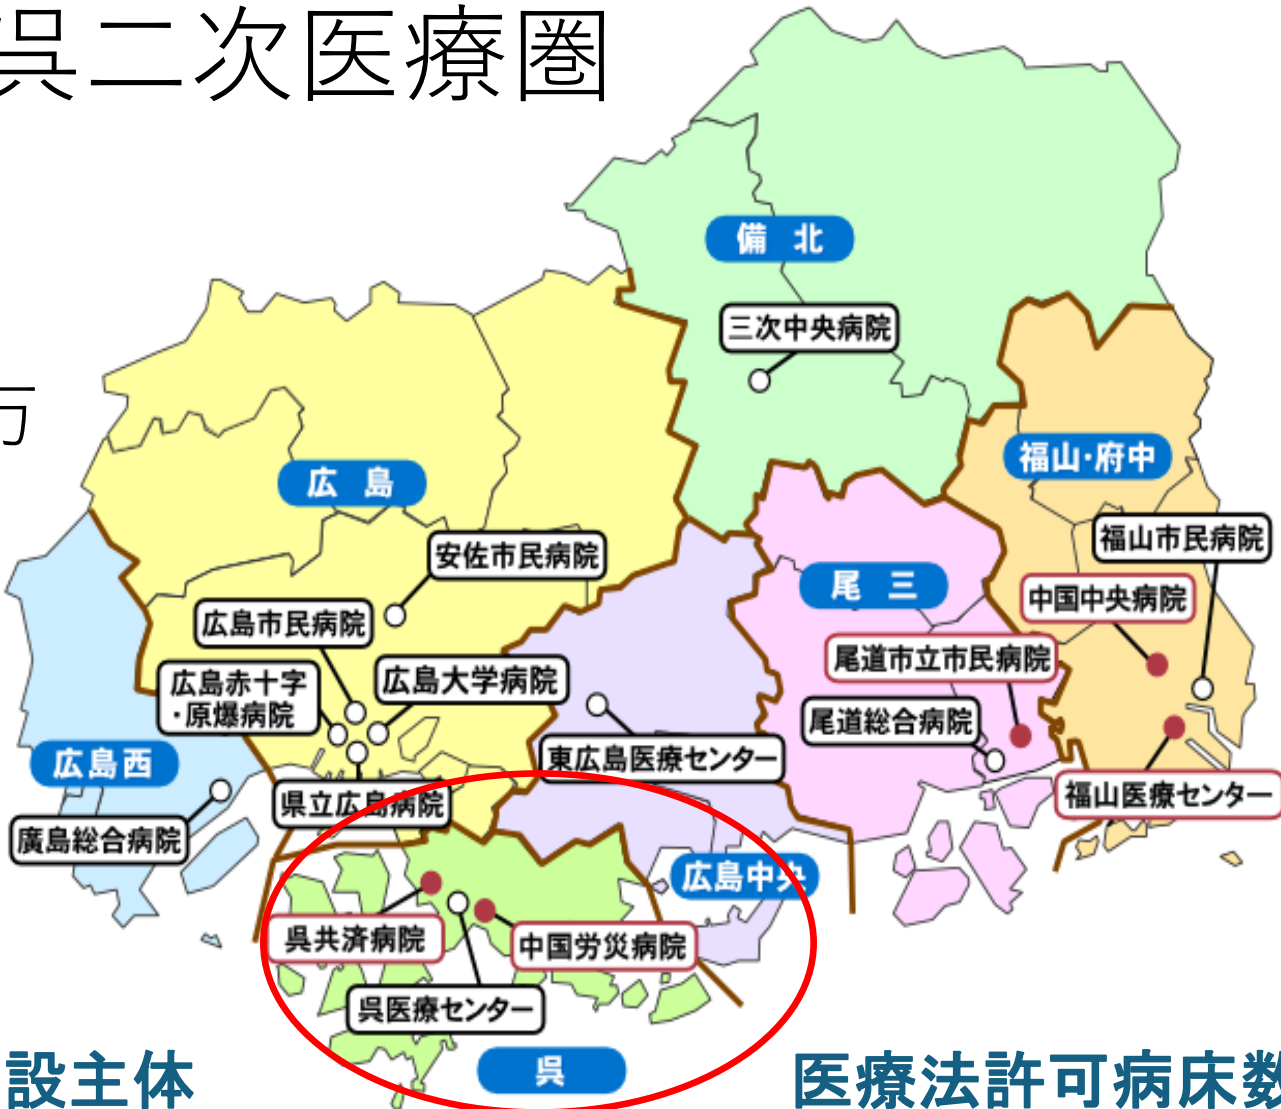 呉二次医療圏
備 北
三次中央病院
万
福山・府中
広 島
福山市民病院
安佐市民病院
尾 三
中国中央病院
広島市民病院
尾道市立市民病院
広島赤十字
・原爆病院
広島大学病院
尾道総合病院
東広島医療センター
広島西
福山医療センター
県立広島病院
廣島総合病院
広島中央
呉共済病院
中国労災病院
呉医療センター
呉
設主体
医療法許可病床数